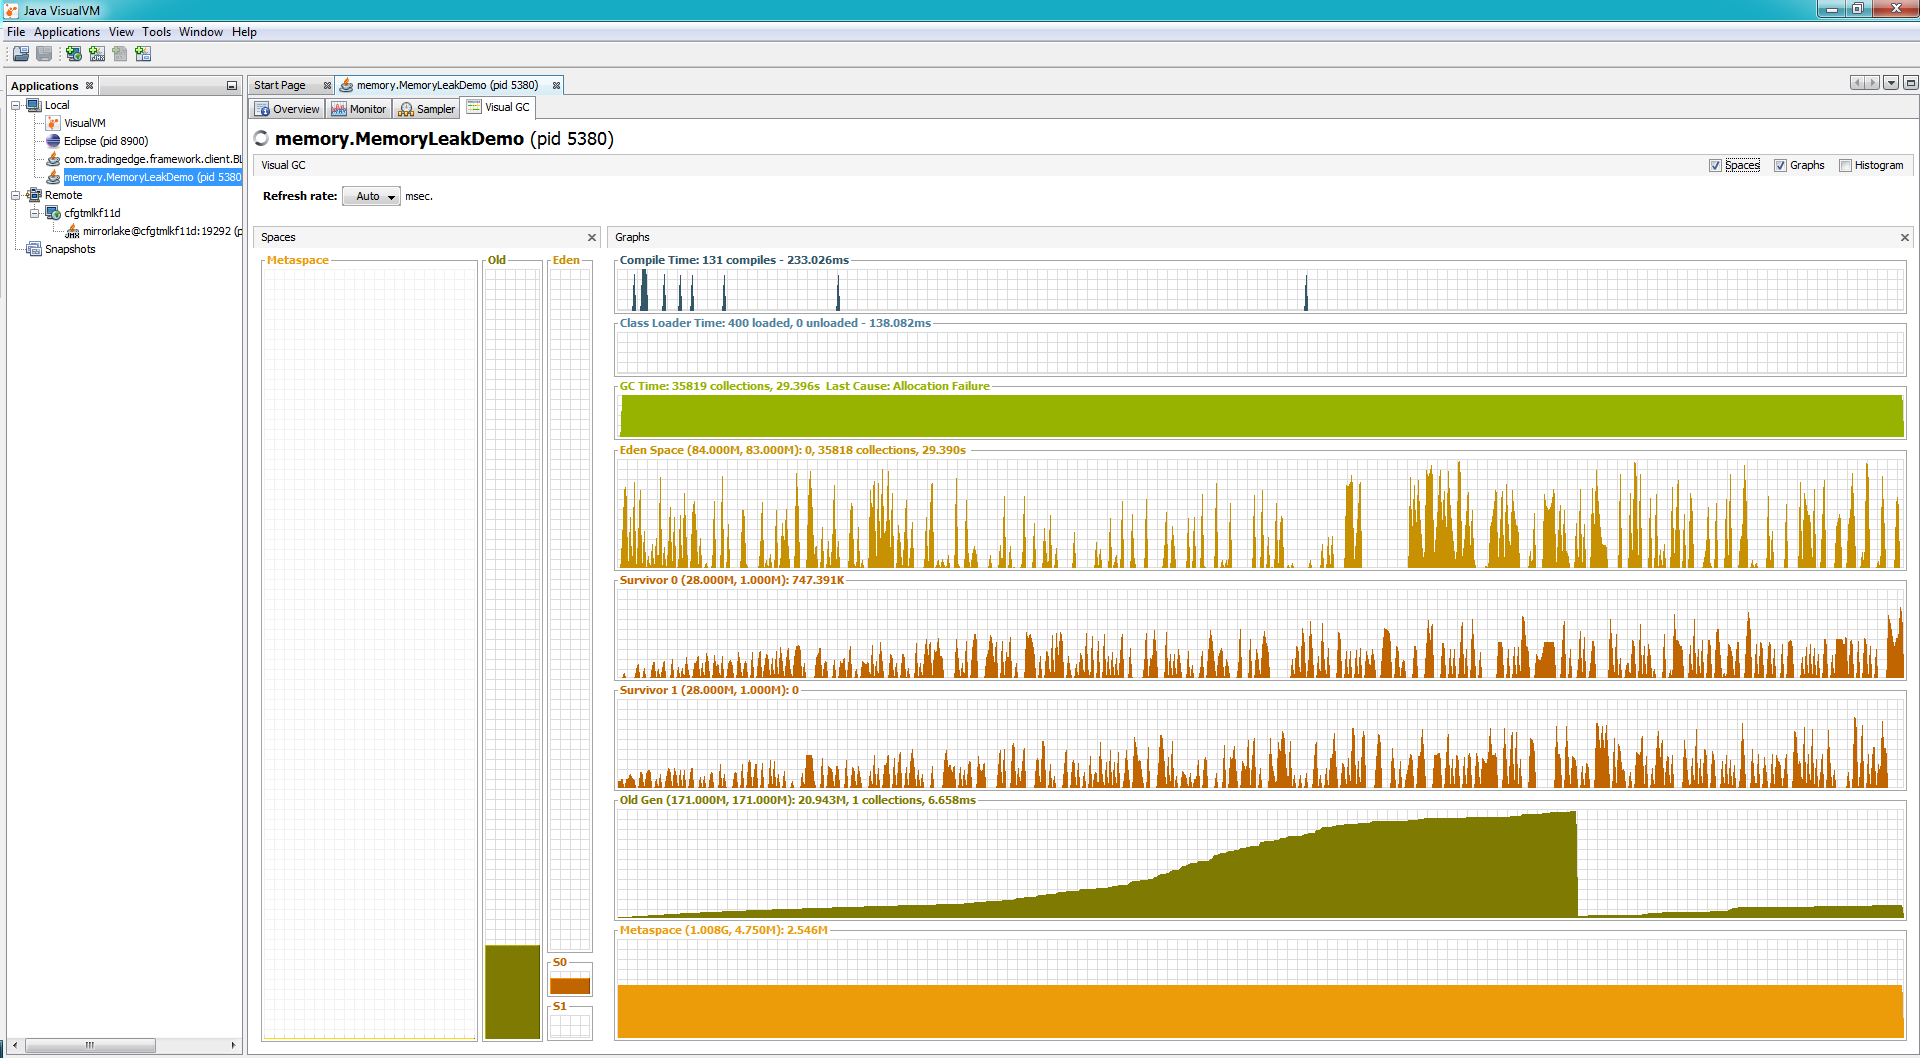 Java VisualVM
File Applications View Tools Window Help
Applications
Local
VisualVM
Eclipse (pid 8900)
com.tradingedge.framework.client.BL
memory.MemoryLeakDemo (pid 5380
Remote
cfgtmlkf11d
mirrorlake@cfgtmlkf11d:19292 (p
Snapshots
Start Page memory.MemoryLeakDemo (pid 5380)
Overview Monitor Sampler Visual GC
memory.MemoryLeakDemo (pid 5380)
Visual GC Spaces Graphs Histogram
Refresh rate: Auto msec.
Spaces
Metaspace Old Eden
S0
S1
Graphs
Compile Time: 131 compiles - 233.026ms
Class Loader Time: 400 loaded, 0 unloaded - 138.082ms
GC Time: 35819 collections, 29.396s Last Cause: Allocation Failure
Eden Space (84.000M, 83.000M): 0, 35818 collections, 29.390s
Survivor 0 (28.000M, 1.000M): 747.391K
Survivor 1 (28.000M, 1.000M): 0
Old Gen (171.000M, 171.000M): 20.943M, 1 collections, 6.658ms
Metaspace (1.008G, 4.750M): 2.546M